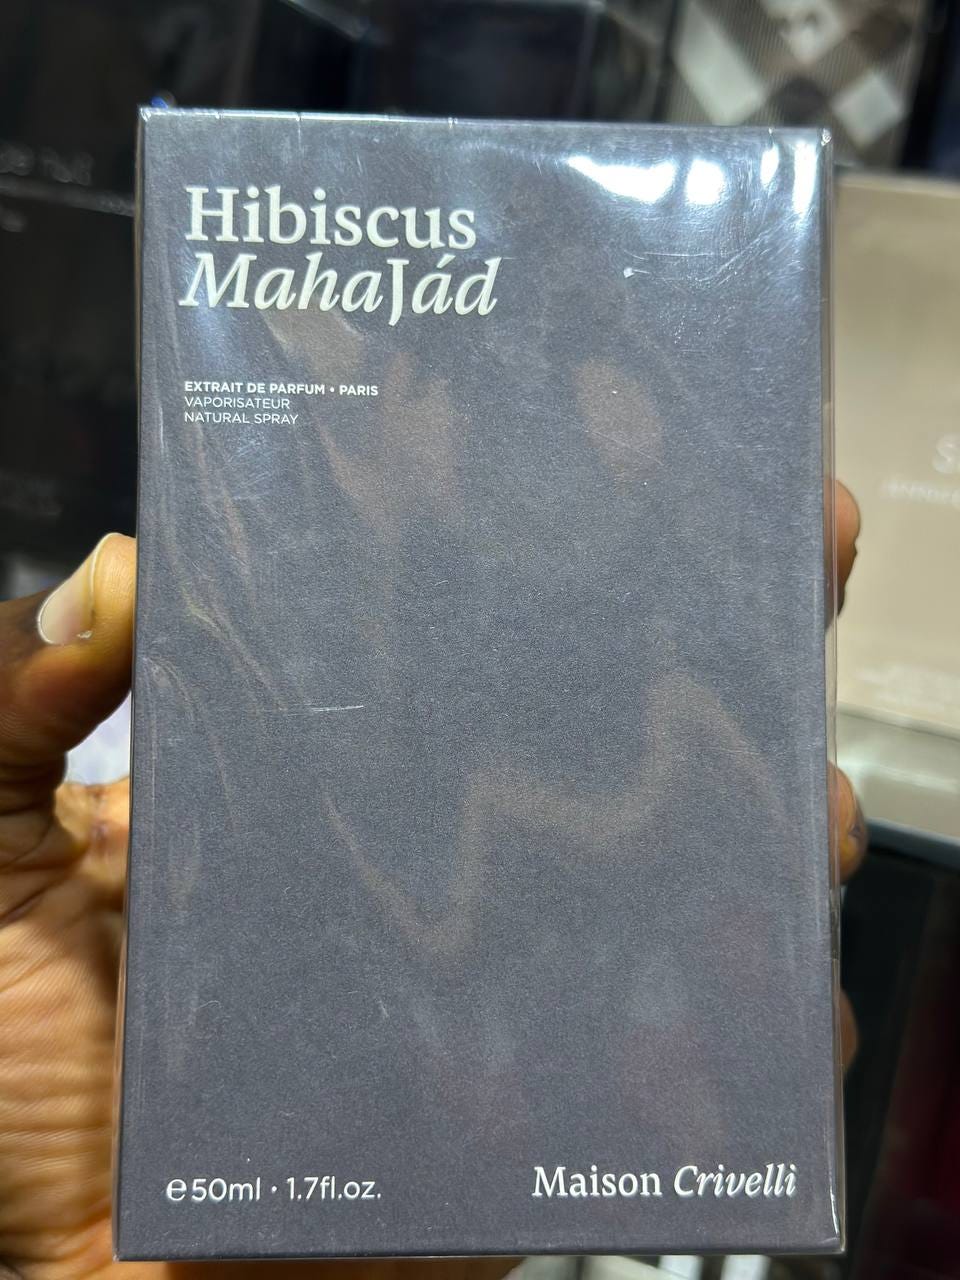 Hibiscus
MahaJád
EXTRAIT DE PARFUM • PARIS
VAPORISATEUR
NATURAL SPRAY
℮50ml · 1.7fl.oz.
Maison Crivelli